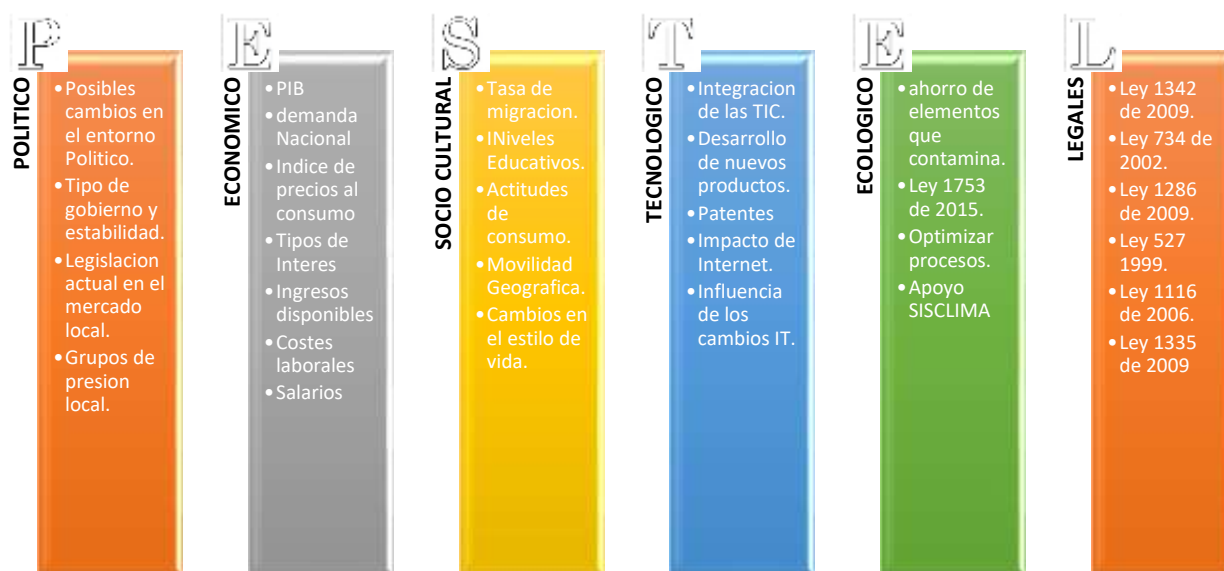 P
POLITICO
•Posibles
cambios en
el entorno
Politico.
•Tipo de
gobierno y
estabilidad.
•Legislacion
actual en el
mercado
local.
•Grupos de
presion
local.
E
ECONOMICO
•PIB
•demanda
Nacional
•Indice de
precios al
consumo
•Tipos de
Interes
•Ingresos
disponibles
•Costes
laborales
•Salarios
S
SOCIO CULTURAL
•Tasa de
migracion.
•INiveles
Educativos.
•Actitudes
de
consumo.
•Movilidad
Geografica.
•Cambios en
el estilo de
vida.
T
TECNOLOGICO
•Integracion
de las TIC.
•Desarrollo
de nuevos
productos.
•Patentes
•Impacto de
Internet.
•Influencia
de los
cambios IT.
E
ECOLOGICO
•ahorro de
elementos
que
contamina.
•Ley 1753
de 2015.
•Optimizar
procesos.
•Apoyo
SISCLIMA
L
LEGALES
•Ley 1342
de 2009.
•Ley 734 de
2002.
•Ley 1286
de 2009.
•Ley 527
1999.
•Ley 1116
de 2006.
•Ley 1335
de 2009